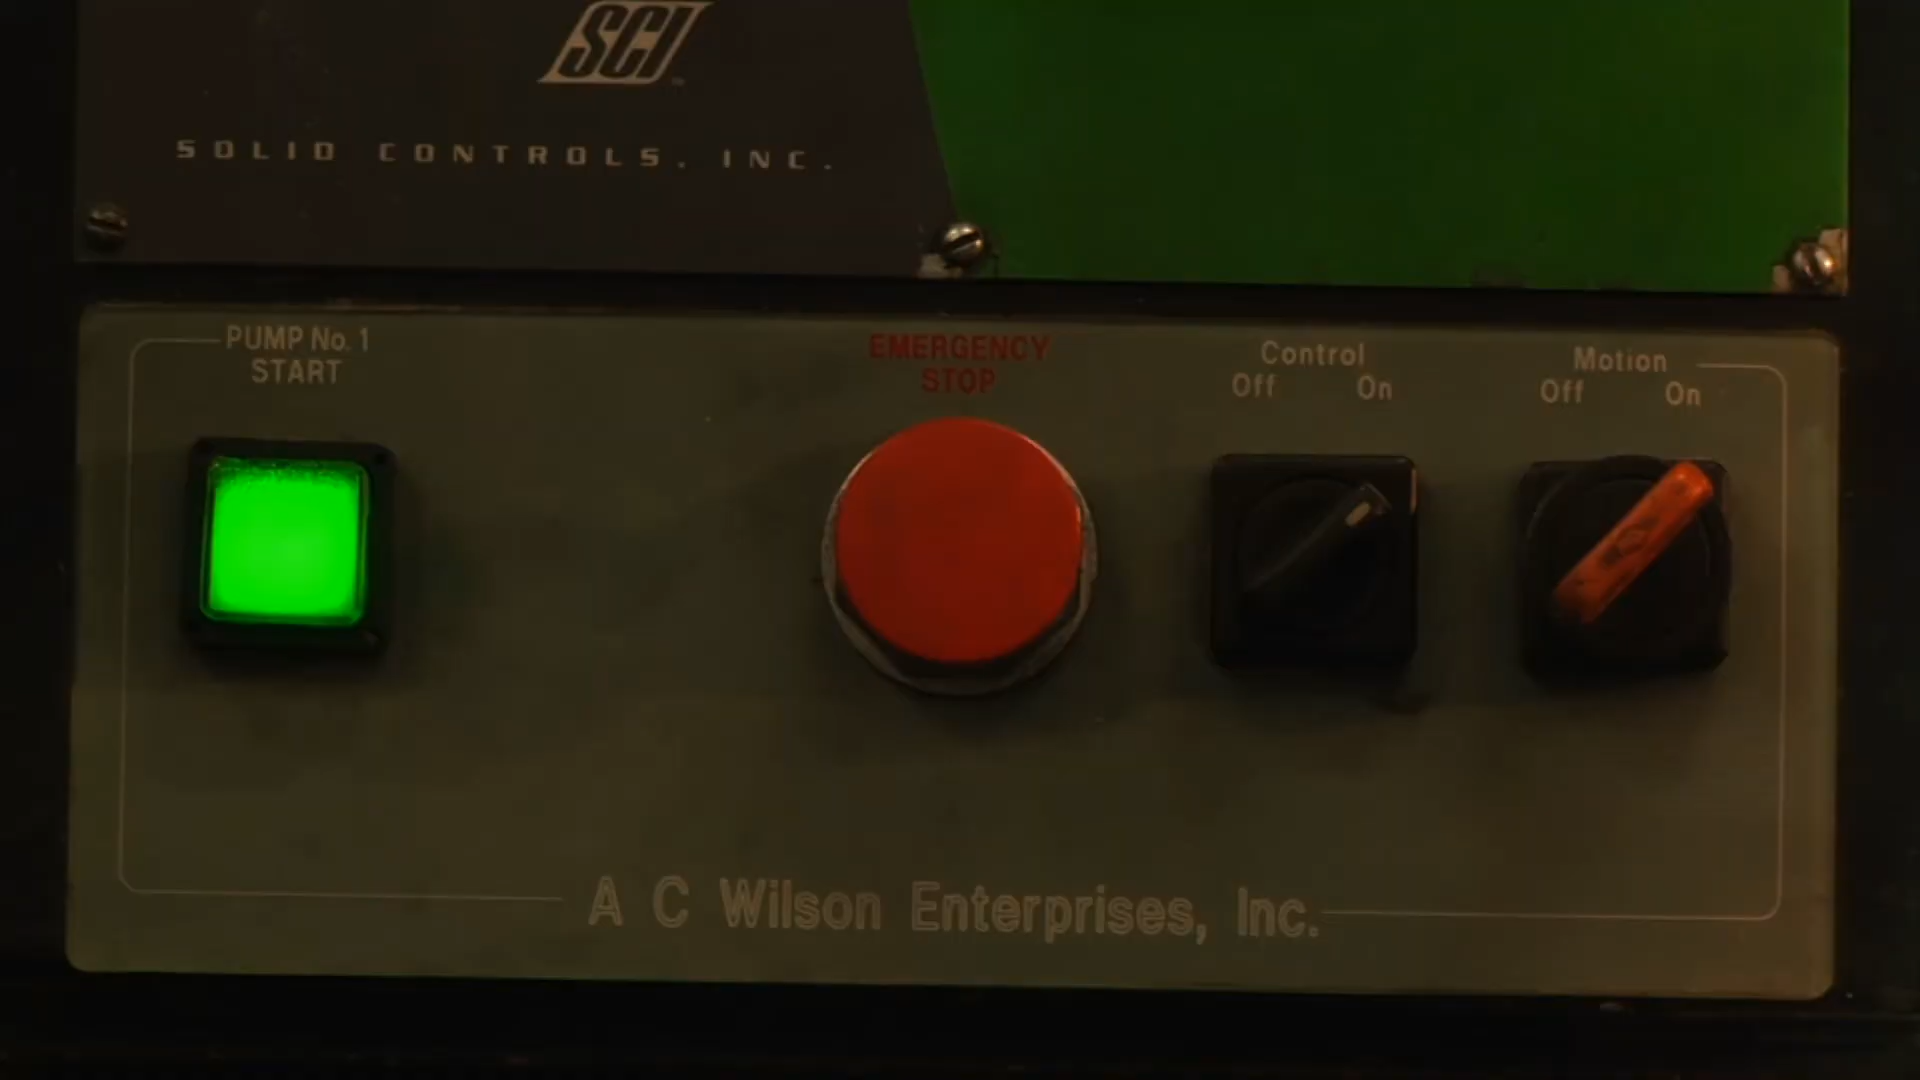 SCI
SOLID CONTROLS, INC.
PUMP No. 1
START
EMERGENCY
STOP
Control
Off On
Motion
Off On
A C Wilson Enterprises, Inc.